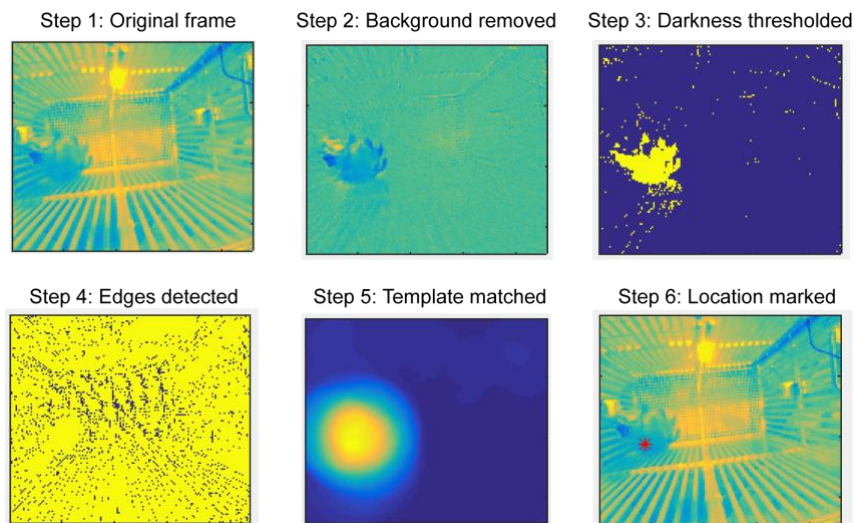 Step 1: Original frame
Step 2: Background removed
Step 3: Darkness thresholded
Step 4: Edges detected
Step 5: Template matched
Step 6: Location marked